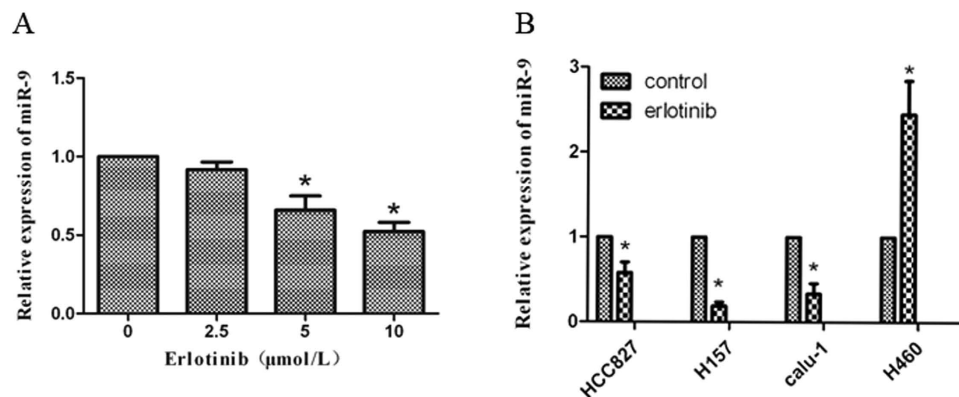 A
Relative expression of miR-9
1.5
1.0
0.5
0.0
*
*
0 2.5 5 10
Erlotinib (μmol/L)
B
Relative expression of miR-9
3
2
1
0
control
erlotinib
*
*
*
*
HCC827 H157 calu-1 H460